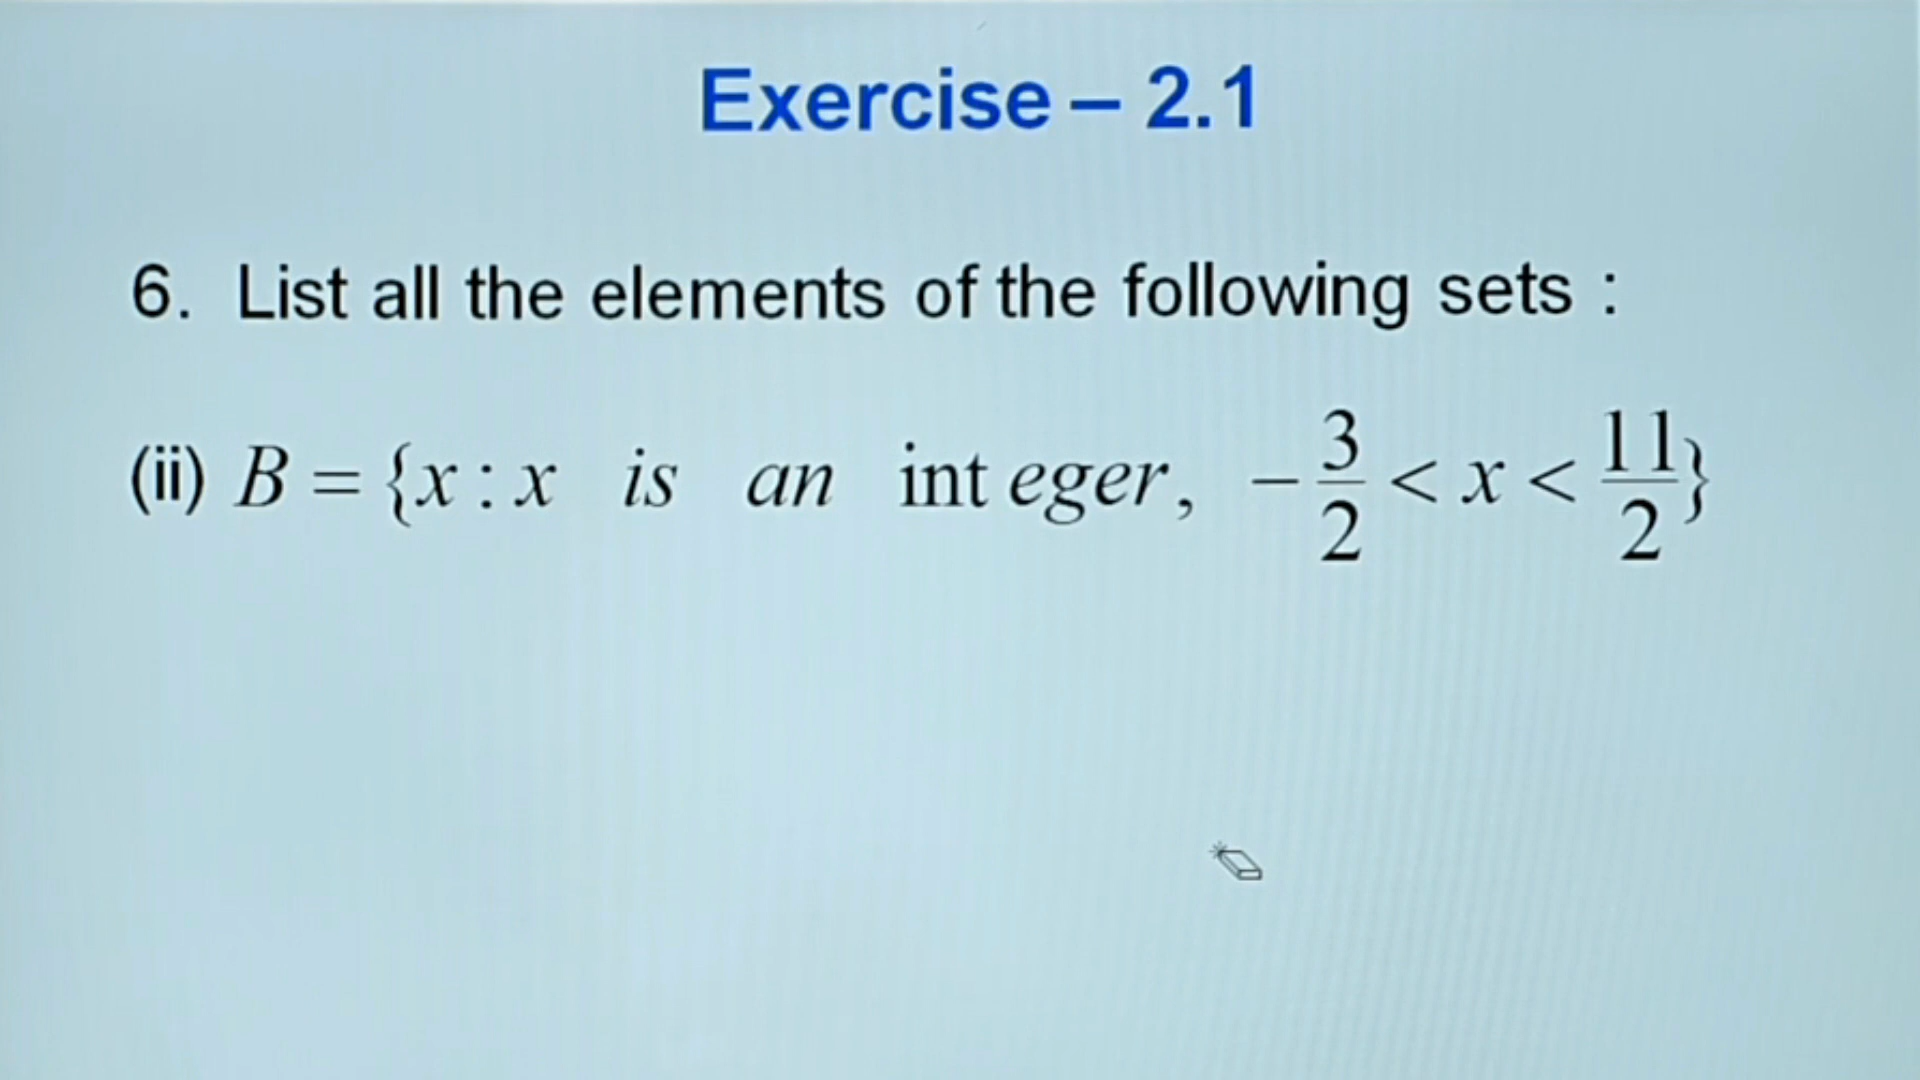 Exercise – 2.1
6. List all the elements of the following sets :
(ii) B = {x : x is an int eger, -3/2 < x < 11/2}